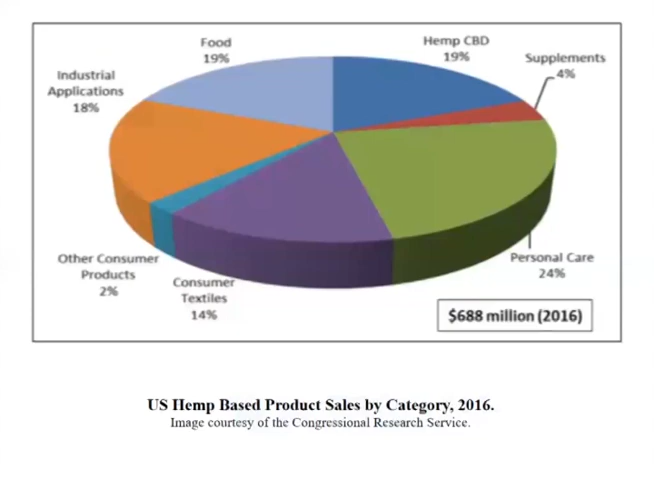 Food
19%
Hemp CBD
19%
Supplements
4%
Industrial
Applications
18%
Other Consumer
Products
2%
Consumer
Textiles
14%
Personal Care
24%
$688 million (2016)
US Hemp Based Product Sales by Category, 2016.
Image courtesy of the Congressional Research Service.